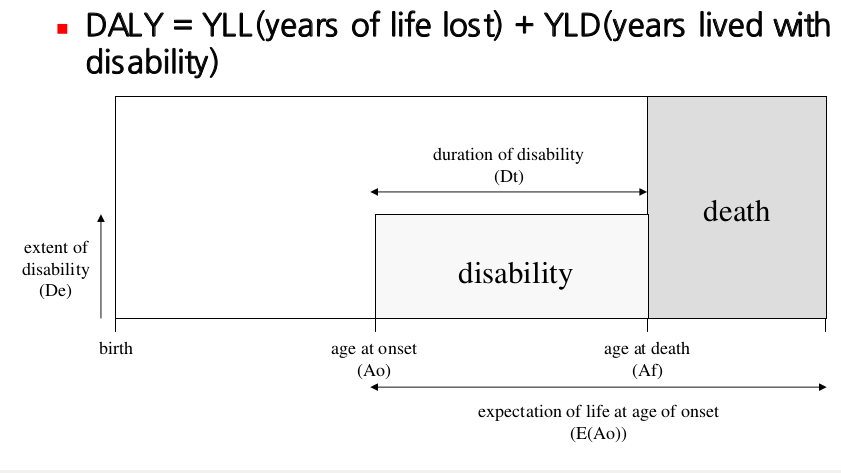 ▪ DALY = YLL(years of life lost) + YLD(years lived with
disability)
duration of disability
(Dt)
death
extent of
disability
(De)
disability
birth
age at onset
(Ao)
age at death
(Af)
expectation of life at age of onset
(E(Ao))